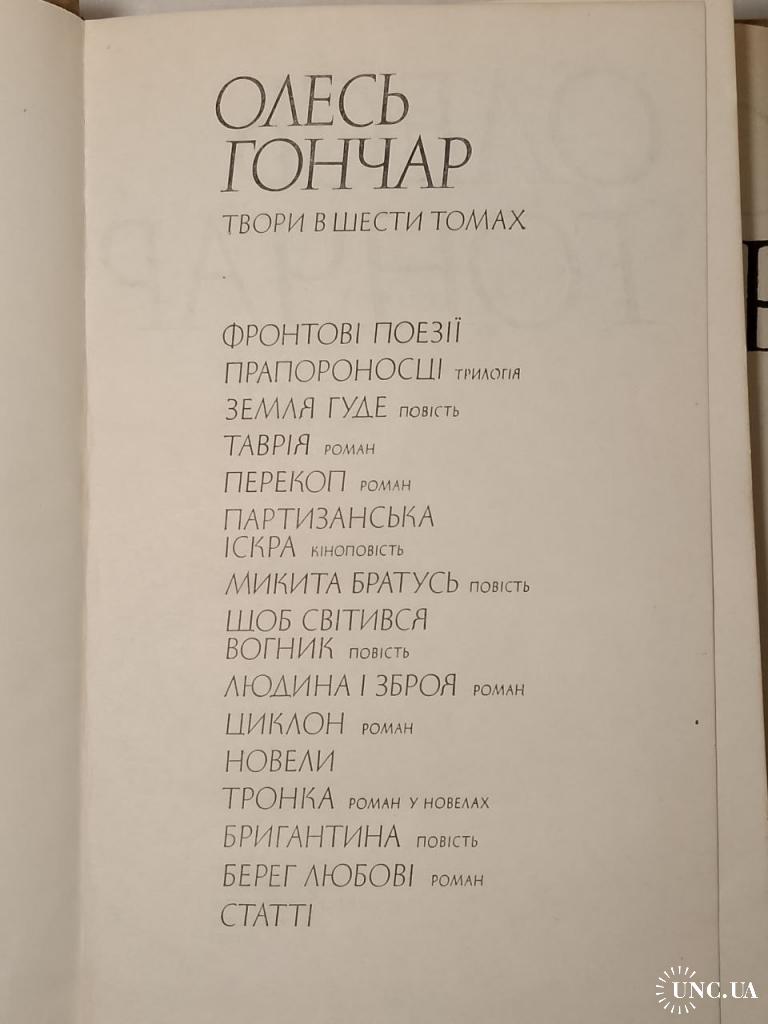 ОЛЕСЬ
ГОНЧАР
ТВОРИ В ШЕСТИ ТОМАХ
ФРОНТОВІ ПОЕЗІЇ
ПРАПОРОНОСЦІ ТРИЛОГІЯ
ЗЕМЛЯ ГУДЕ ПОВІСТЬ
ТАВРІЯ РОМАН
ПЕРЕКОП РОМАН
ПАРТИЗАНСЬКА
ІСКРА КІНОПОВІСТЬ
МИКИТА БРАТУСЬ ПОВІСТЬ
ЩОБ СВІТИВСЯ
ВОГНИК ПОВІСТЬ
ЛЮДИНА І ЗБРОЯ РОМАН
ЦИКЛОН РОМАН
НОВЕЛИ
ТРОНКА РОМАН У НОВЕЛАХ
БРИГАНТИНА ПОВІСТЬ
БЕРЕГ ЛЮБОВІ РОМАН
СТАТТІ
UNC.UA